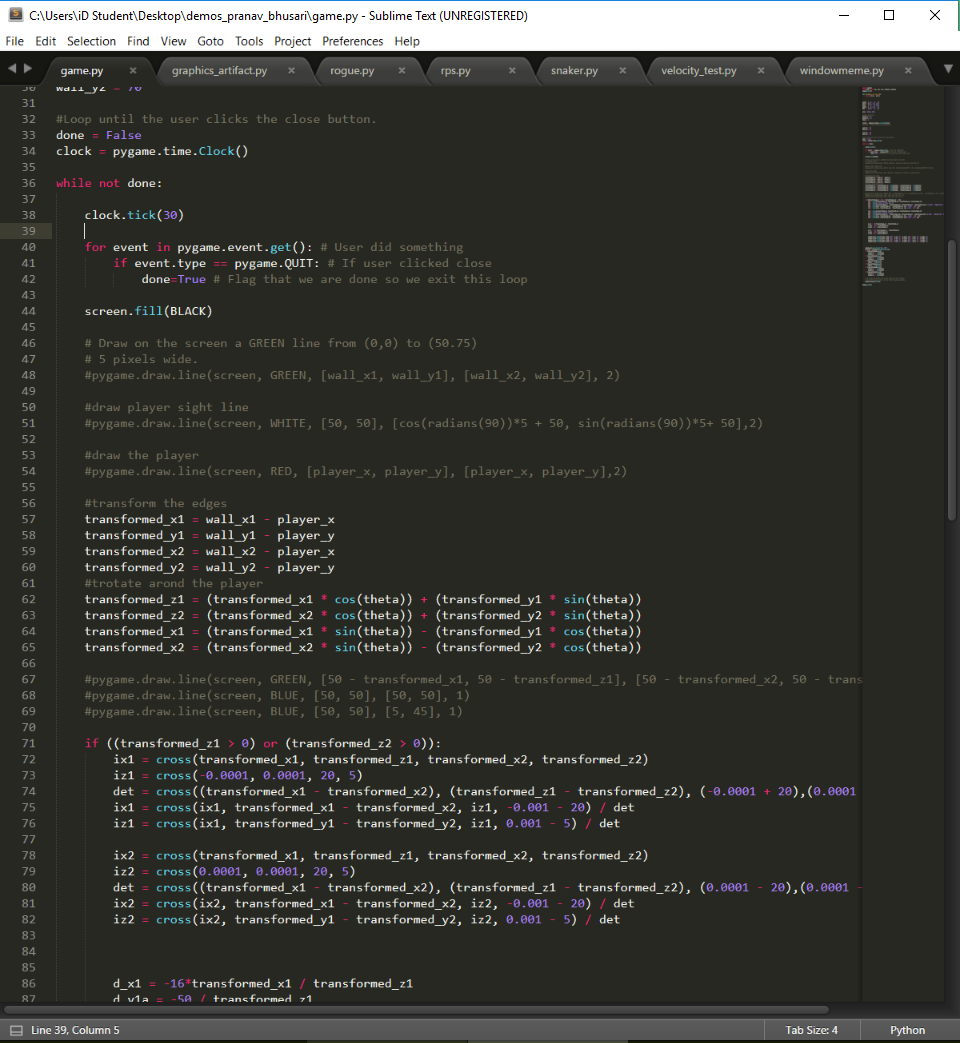 C:\Users\iD Student\Desktop\demos_pranav_bhusari\game.py - Sublime Text (UNREGISTERED)
File Edit Selection Find View Goto Tools Project Preferences Help
game.py × graphics_artifact.py × rogue.py × rps.py × snaker.py × velocity_test.py × windowmeme.py ×
30 wall_y2 = 70
31
32 #Loop until the user clicks the close button.
33 done = False
34 clock = pygame.time.Clock()
35
36 while not done:
37
38     clock.tick(30)
39
40     for event in pygame.event.get(): # User did something
41         if event.type == pygame.QUIT: # If user clicked close
42             done=True # Flag that we are done so we exit this loop
43
44     screen.fill(BLACK)
45
46     # Draw on the screen a GREEN line from (0,0) to (50.75)
47     # 5 pixels wide.
48     #pygame.draw.line(screen, GREEN, [wall_x1, wall_y1], [wall_x2, wall_y2], 2)
49
50     #draw player sight line
51     #pygame.draw.line(screen, WHITE, [50, 50], [cos(radians(90))*5 + 50, sin(radians(90))*5+ 50],2)
52
53     #draw the player
54     #pygame.draw.line(screen, RED, [player_x, player_y], [player_x, player_y],2)
55
56     #transform the edges
57     transformed_x1 = wall_x1 - player_x
58     transformed_y1 = wall_y1 - player_y
59     transformed_x2 = wall_x2 - player_x
60     transformed_y2 = wall_y2 - player_y
61     #trotate arond the player
62     transformed_z1 = (transformed_x1 * cos(theta)) + (transformed_y1 * sin(theta))
63     transformed_z2 = (transformed_x2 * cos(theta)) + (transformed_y2 * sin(theta))
64     transformed_x1 = (transformed_x1 * sin(theta)) - (transformed_y1 * cos(theta))
65     transformed_x2 = (transformed_x2 * sin(theta)) - (transformed_y2 * cos(theta))
66
67     #pygame.draw.line(screen, GREEN, [50 - transformed_x1, 50 - transformed_z1], [50 - transformed_x2, 50 - trans
68     #pygame.draw.line(screen, BLUE, [50, 50], [50, 50], 1)
69     #pygame.draw.line(screen, BLUE, [50, 50], [5, 45], 1)
70
71     if ((transformed_z1 > 0) or (transformed_z2 > 0)):
72         ix1 = cross(transformed_x1, transformed_z1, transformed_x2, transformed_z2)
73         iz1 = cross(-0.0001, 0.0001, 20, 5)
74         det = cross((transformed_x1 - transformed_x2), (transformed_z1 - transformed_z2), (-0.0001 + 20),(0.0001
75         ix1 = cross(ix1, transformed_x1 - transformed_x2, iz1, -0.001 - 20) / det
76         iz1 = cross(ix1, transformed_y1 - transformed_y2, iz1, 0.001 - 5) / det
77
78         ix2 = cross(transformed_x1, transformed_z1, transformed_x2, transformed_z2)
79         iz2 = cross(0.0001, 0.0001, 20, 5)
80         det = cross((transformed_x1 - transformed_x2), (transformed_z1 - transformed_z2), (0.0001 - 20),(0.0001 -
81         ix2 = cross(ix2, transformed_x1 - transformed_x2, iz2, -0.001 - 20) / det
82         iz2 = cross(ix2, transformed_y1 - transformed_y2, iz2, 0.001 - 5) / det
83
84
85
86         d_x1 = -16*transformed_x1 / transformed_z1
87         d_y1a = -50 / transformed_z1
Line 39, Column 5 Tab Size: 4 Python